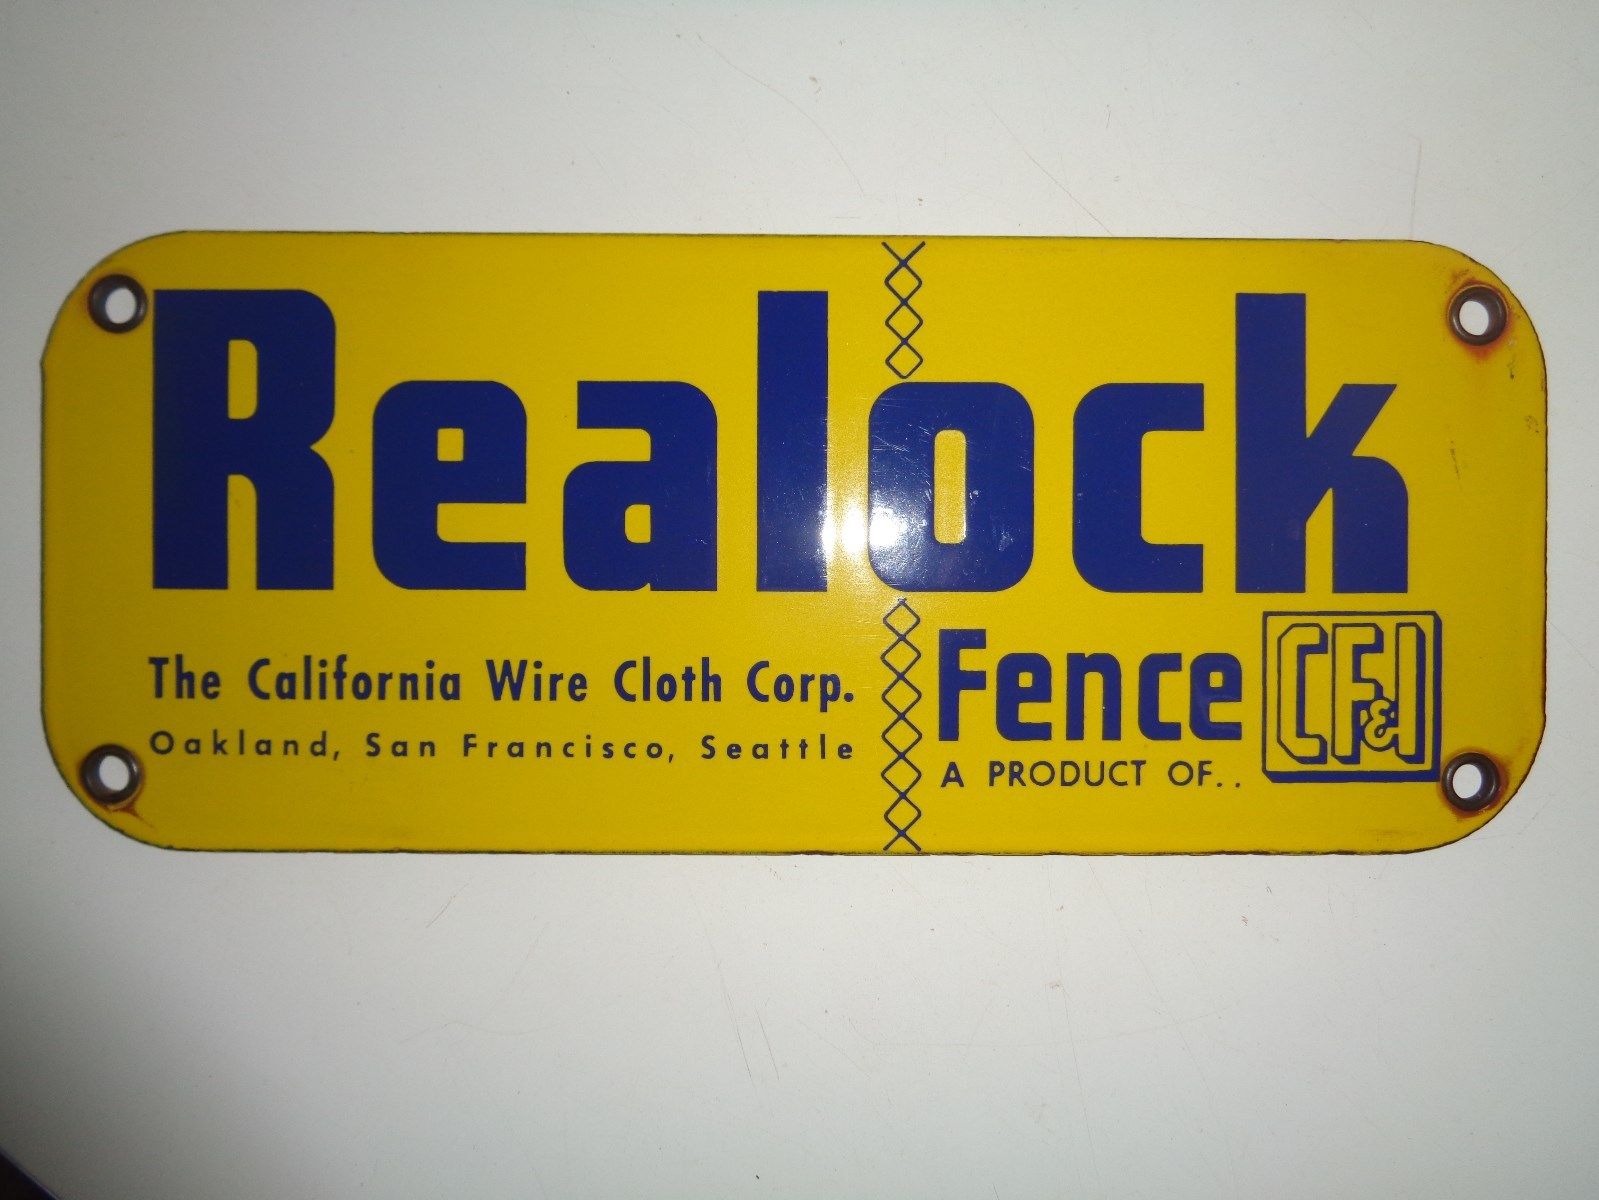 Realock
The California Wire Cloth Corp.
Oakland, San Francisco, Seattle
Fence
A PRODUCT OF..
CF&I